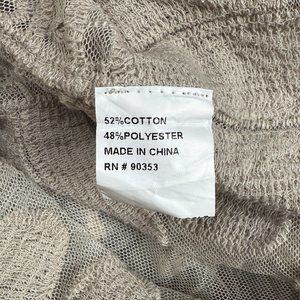 52%COTTON
48%POLYESTER
MADE IN CHINA
RN # 90353